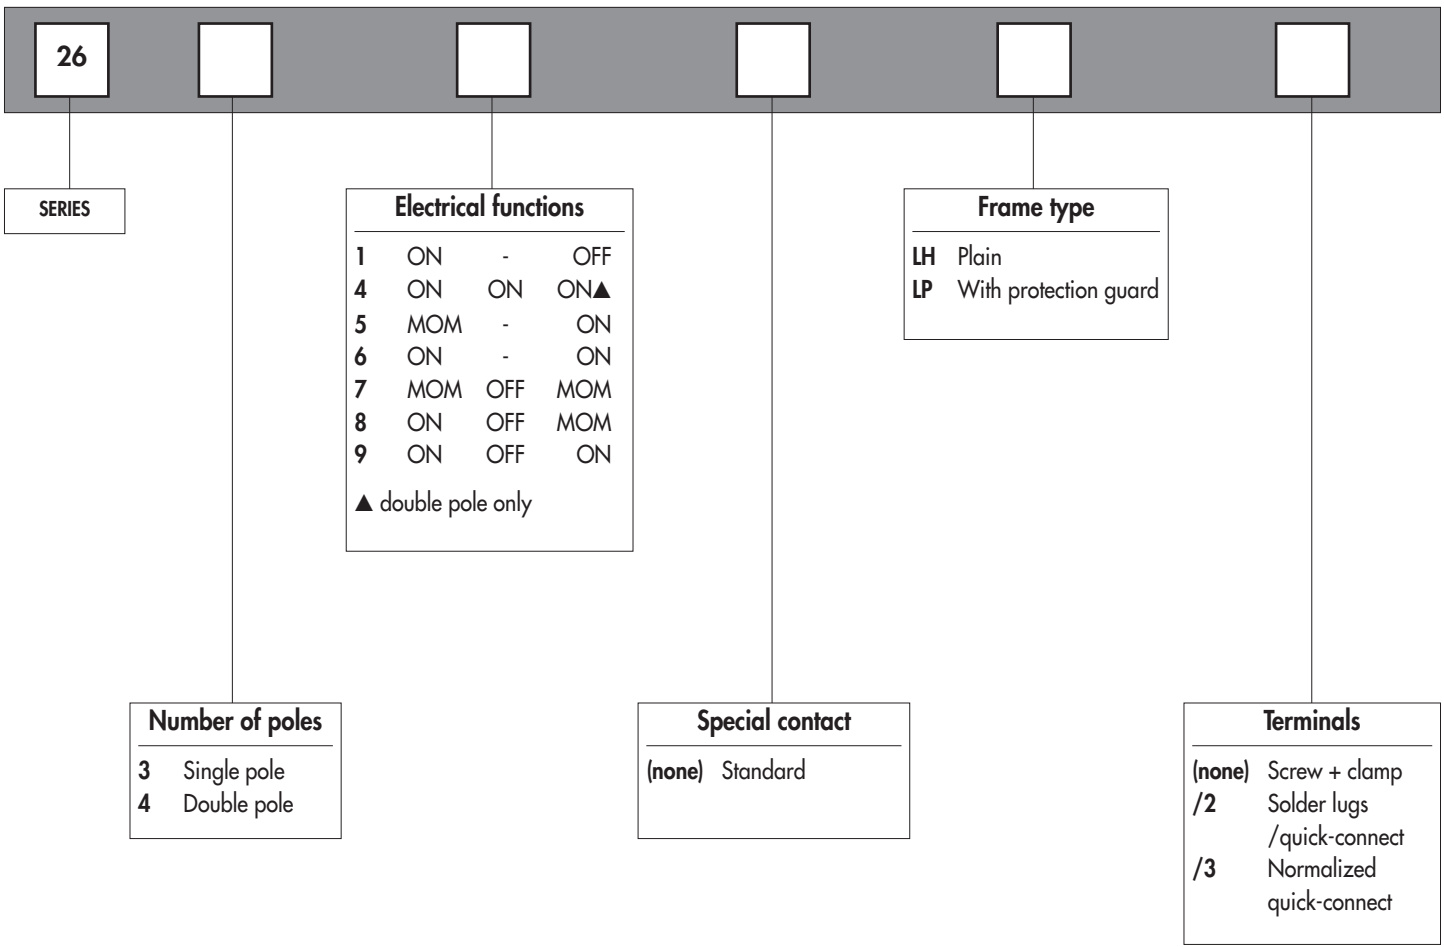 26
SERIES
Electrical functions
1 ON - OFF
4 ON ON ON▲
5 MOM - ON
6 ON - ON
7 MOM OFF MOM
8 ON OFF MOM
9 ON OFF ON
▲ double pole only
Frame type
LH Plain
LP With protection guard
Number of poles
3 Single pole
4 Double pole
Special contact
(none) Standard
Terminals
(none) Screw + clamp
/2 Solder lugs
/quick-connect
/3 Normalized
quick-connect